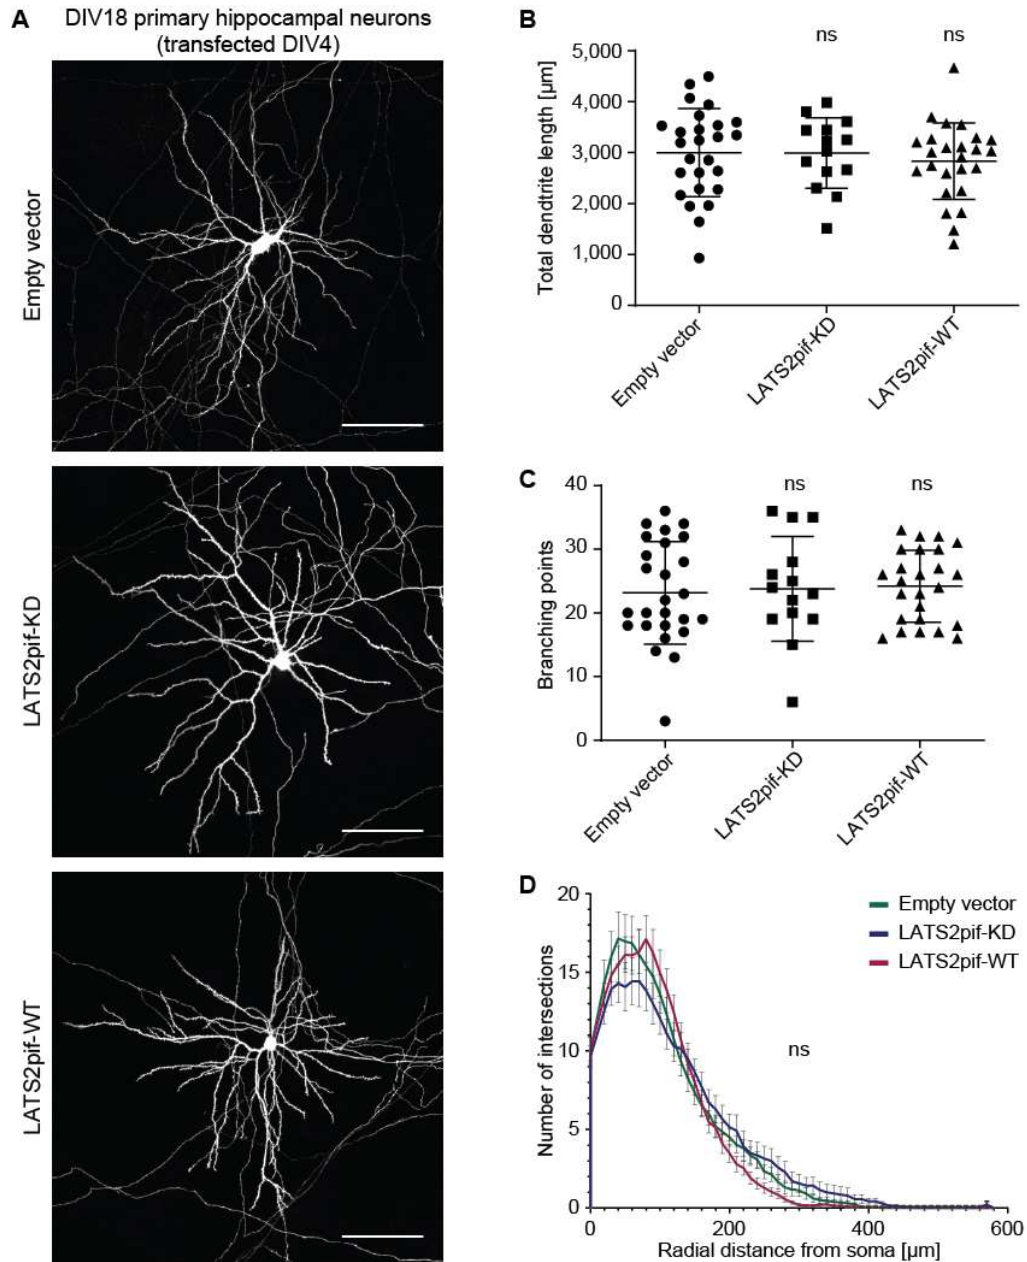 A
DIV18 primary hippocampal neurons
(transfected DIV4)
Empty vector
LATS2pif-KD
LATS2pif-WT
B
ns
ns
5,000
4,000
3,000
2,000
1,000
0
Total dendtrite length [µm]
Empty vector
LATS2pif-KD
LATS2pif-WT
C
ns
ns
40
30
20
10
0
Branching points
Empty vector
LATS2pif-KD
LATS2pif-WT
D
20
15
10
5
0
Number of intersections
Empty vector
LATS2pif-KD
LATS2pif-WT
ns
0
200
400
600
Radial distance from soma [µm]